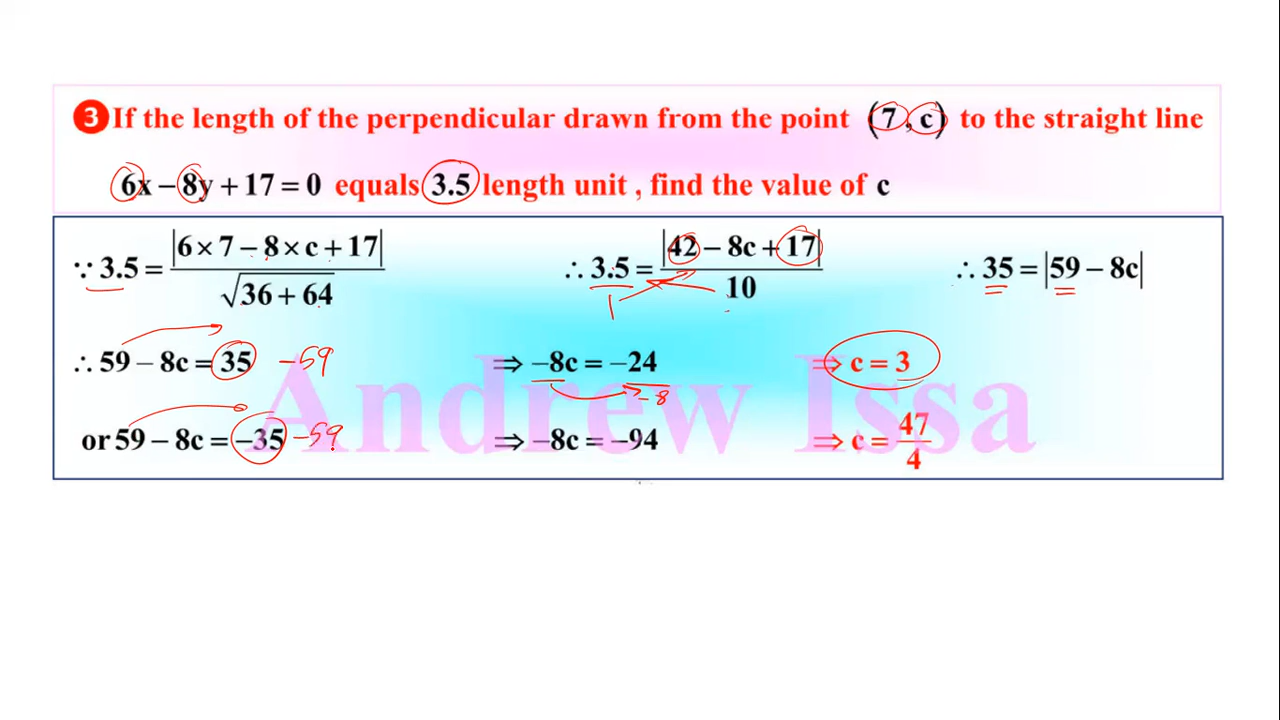 3 If the length of the perpendicular drawn from the point (7, c) to the straight line
6x − 8y + 17 = 0 equals 3.5 length unit , find the value of c
∵ 3.5 = |6 × 7 − 8 × c + 17| / √36 + 64 ∴ 3.5 = |42 − 8c + 17| / 10 ∴ 35 = |59 − 8c|
1
∴ 59 − 8c = 35 −59 ⇒ −8c = −24 ⇒ c = 3
−8
or 59 − 8c = −35 −59 ⇒ −8c = −94 ⇒ c = 47/4
Andrew Issa